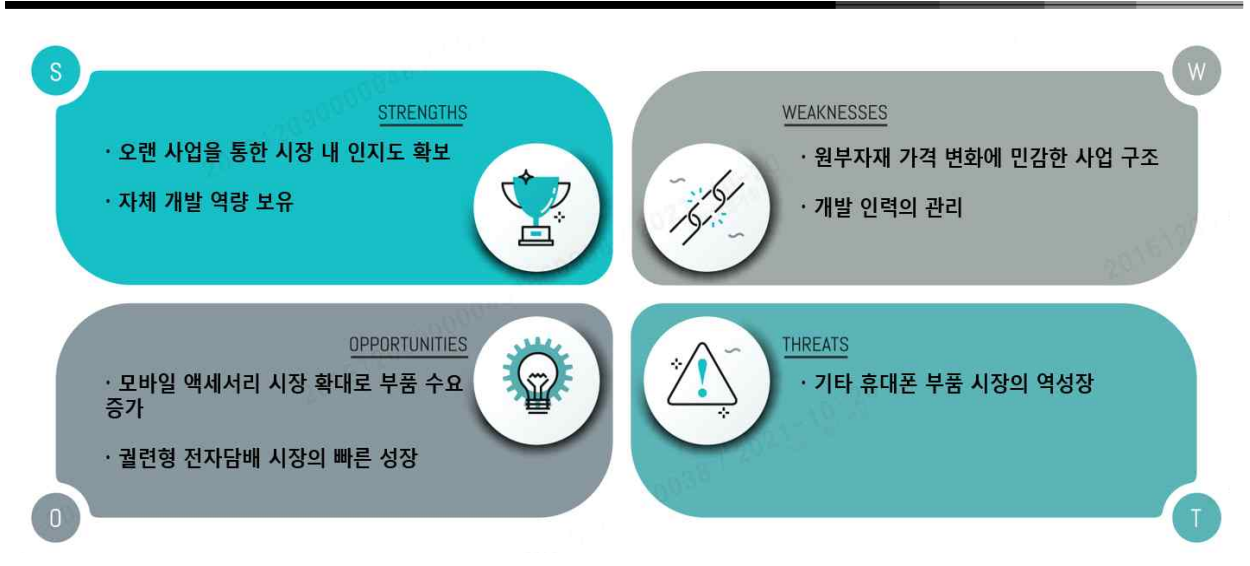 S
STRENGTHS
· 오랜 사업을 통한 시장 내 인지도 확보
· 자체 개발 역량 보유
W
WEAKNESSES
· 원부자재 가격 변화에 민감한 사업 구조
· 개발 인력의 관리
OPPORTUNITIES
· 모바일 액세서리 시장 확대로 부품 수요
증가
· 궐련형 전자담배 시장의 빠른 성장
O
THREATS
· 기타 휴대폰 부품 시장의 역성장
T